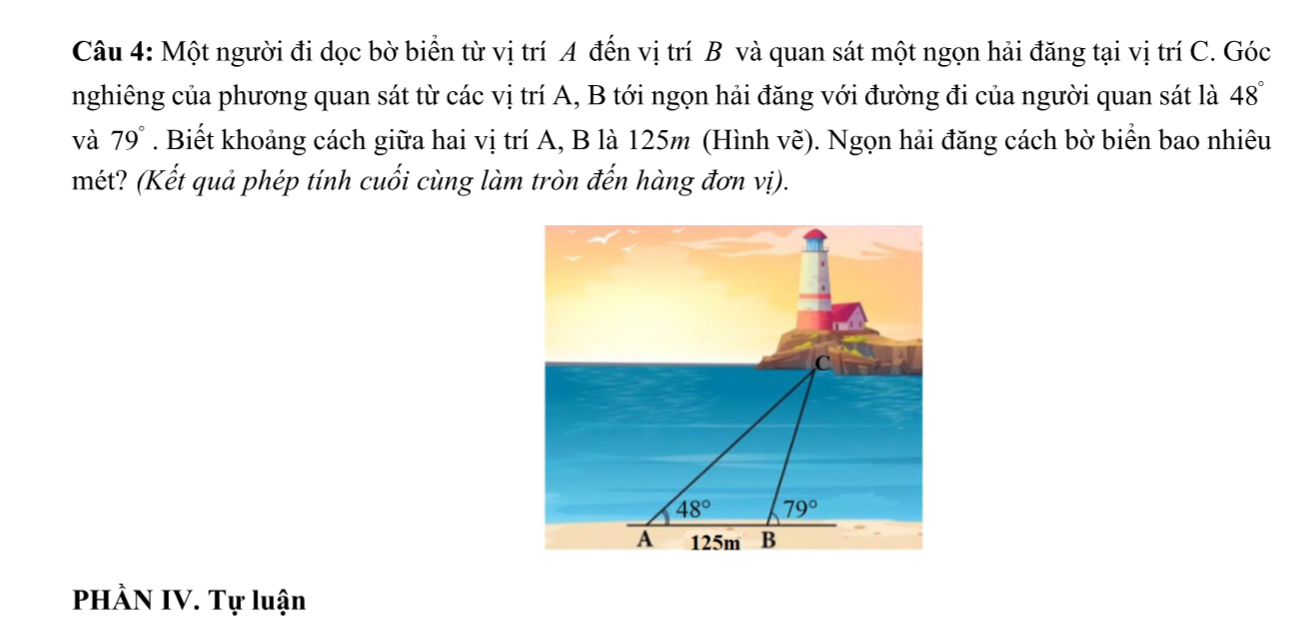 Câu 4: Một người đi dọc bờ biển từ vị trí A đến vị trí B và quan sát một ngọn hải đăng tại vị trí C. Góc
nghiêng của phương quan sát từ các vị trí A, B tới ngọn hải đăng với đường đi của người quan sát là 48°
và 79° . Biết khoảng cách giữa hai vị trí A, B là 125m (Hình vẽ). Ngọn hải đăng cách bờ biển bao nhiêu
mét? (Kết quả phép tính cuối cùng làm tròn đến hàng đơn vị).
C
48° 79°
A 125m B
PHẦN IV. Tự luận